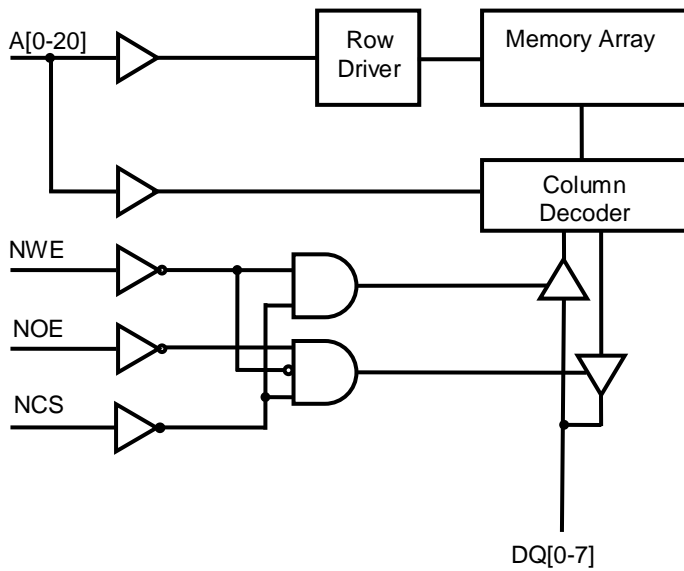 A[0-20]
Row
Driver
Memory Array
Column
Decoder
NWE
NOE
NCS
DQ[0-7]